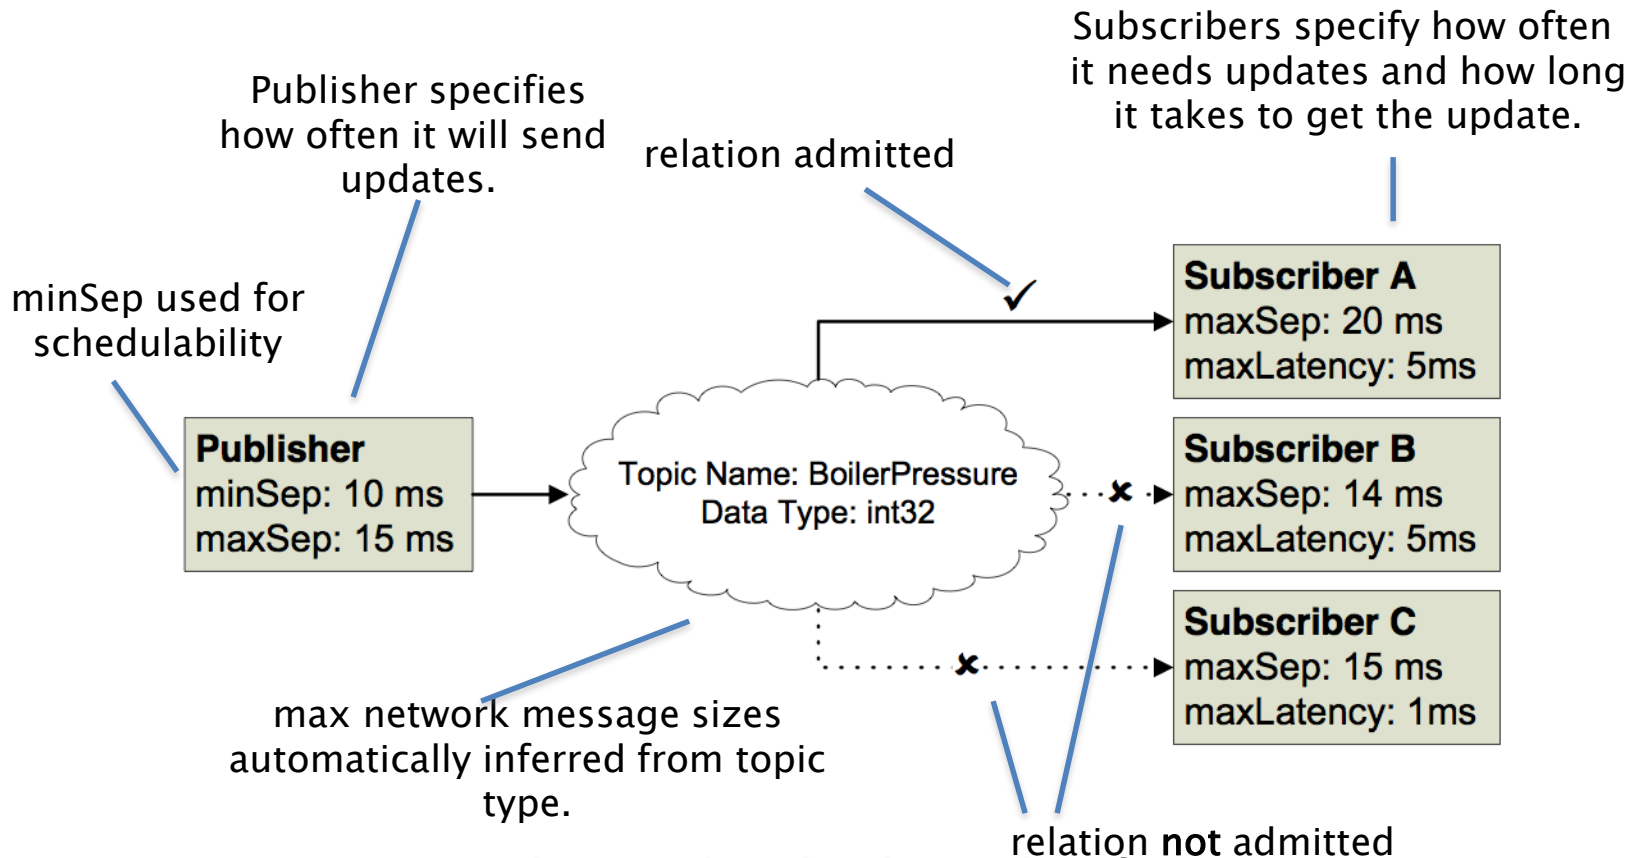 Subscribers specify how often
it needs updates and how long
it takes to get the update.
Publisher specifies
how often it will send
updates.
relation admitted
minSep used for
schedulability
Subscriber A
maxSep: 20 ms
maxLatency: 5ms
Publisher
minSep: 10 ms
maxSep: 15 ms
Topic Name: BoilerPressure
Data Type: int32
Subscriber B
maxSep: 14 ms
maxLatency: 5ms
Subscriber C
maxSep: 15 ms
maxLatency: 1ms
max network message sizes
automatically inferred from topic
type.
relation not admitted